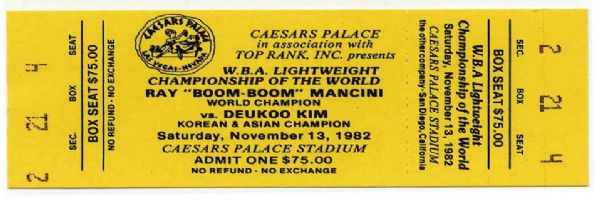 SEC. BOX SEAT
2 21 4
BOX SEAT $75.00
NO REFUND - NO EXCHANGE
CAESARS PALACE
LAS VEGAS, NEVADA
CAESARS PALACE
in association with
TOP RANK, INC. presents
W.B.A. LIGHTWEIGHT
CHAMPIONSHIP OF THE WORLD
RAY "BOOM-BOOM" MANCINI
WORLD CHAMPION
vs. DEUKOO KIM
KOREAN & ASIAN CHAMPION
Saturday, November 13, 1982
CAESARS PALACE STADIUM
ADMIT ONE $75.00
NO REFUND - NO EXCHANGE
the other company-San Diego, California
CAESARS PALACE STADIUM
Saturday, November 13, 1982
Championship of the World
W.B.A Lightweight
BOX SEAT $75.00
SEC. BOX SEAT
2 21 4